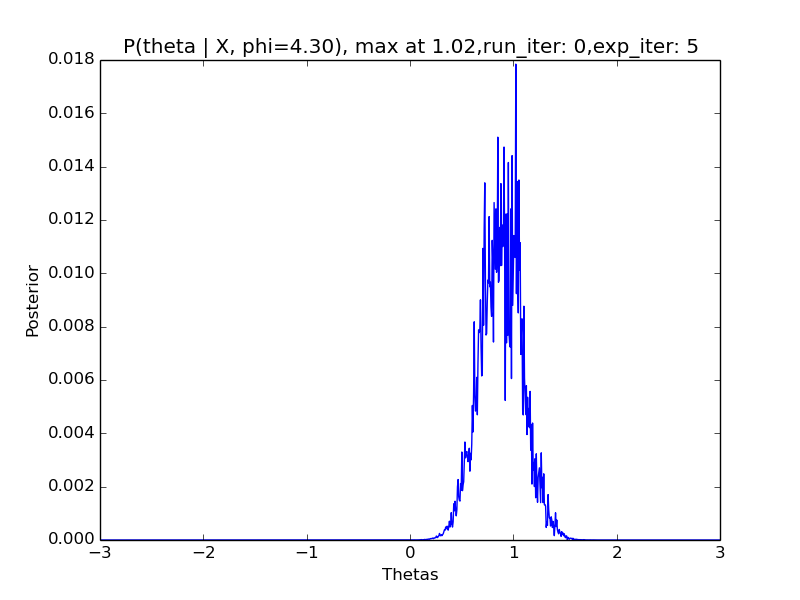 P(theta | X, phi=4.30), max at 1.02,run_iter: 0,exp_iter: 5
0.018
0.016
0.014
0.012
0.010
0.008
0.006
0.004
0.002
0.000
Posterior
−3 −2 −1 0 1 2 3
Thetas